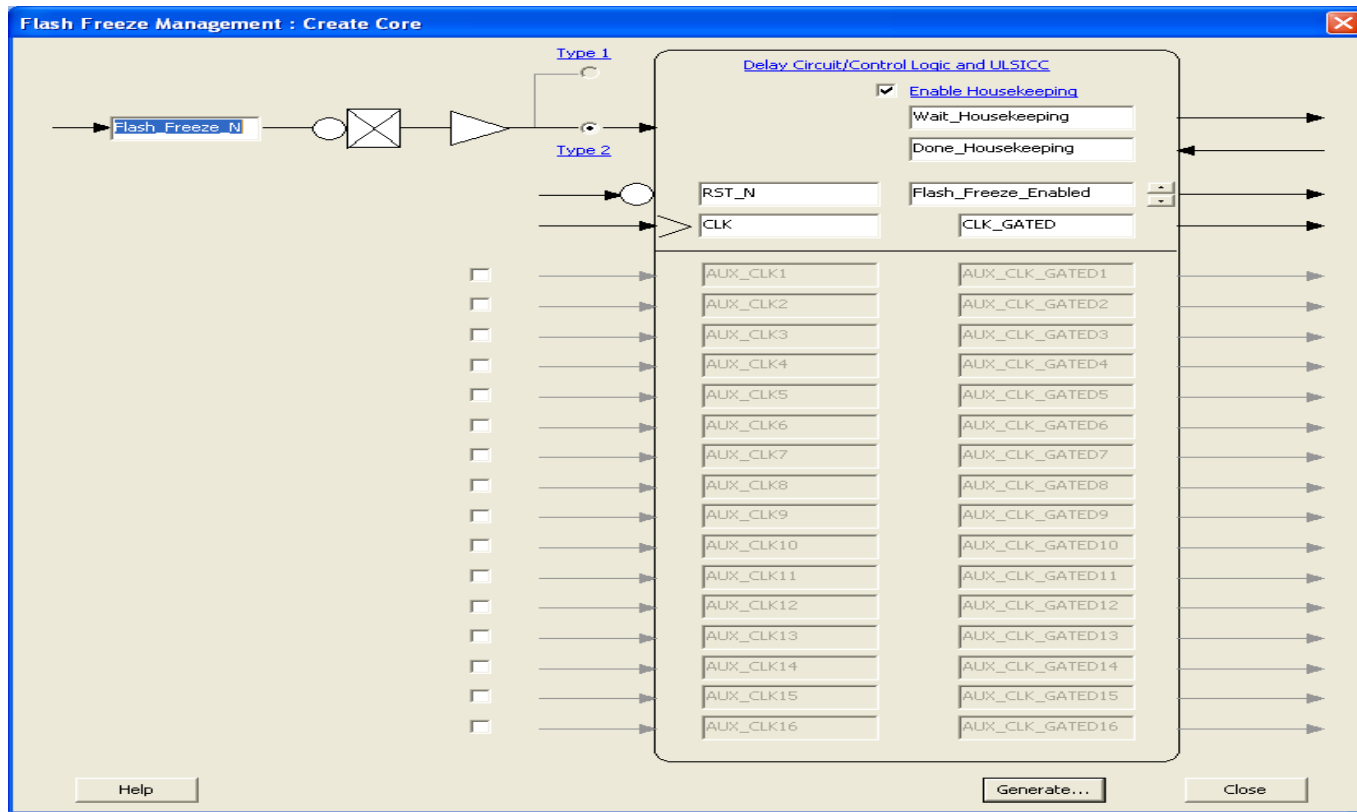 Flash Freeze Management : Create Core
Type 1
Delay Circuit/Control Logic and ULSICC
Enable Housekeeping
Flash_Freeze_N
Wait_Housekeeping
Type 2
Done_Housekeeping
RST_N Flash_Freeze_Enabled
CLK CLK_GATED
AUX_CLK1 AUX_CLK_GATED1
AUX_CLK2 AUX_CLK_GATED2
AUX_CLK3 AUX_CLK_GATED3
AUX_CLK4 AUX_CLK_GATED4
AUX_CLK5 AUX_CLK_GATED5
AUX_CLK6 AUX_CLK_GATED6
AUX_CLK7 AUX_CLK_GATED7
AUX_CLK8 AUX_CLK_GATED8
AUX_CLK9 AUX_CLK_GATED9
AUX_CLK10 AUX_CLK_GATED10
AUX_CLK11 AUX_CLK_GATED11
AUX_CLK12 AUX_CLK_GATED12
AUX_CLK13 AUX_CLK_GATED13
AUX_CLK14 AUX_CLK_GATED14
AUX_CLK15 AUX_CLK_GATED15
AUX_CLK16 AUX_CLK_GATED16
Help Generate... Close